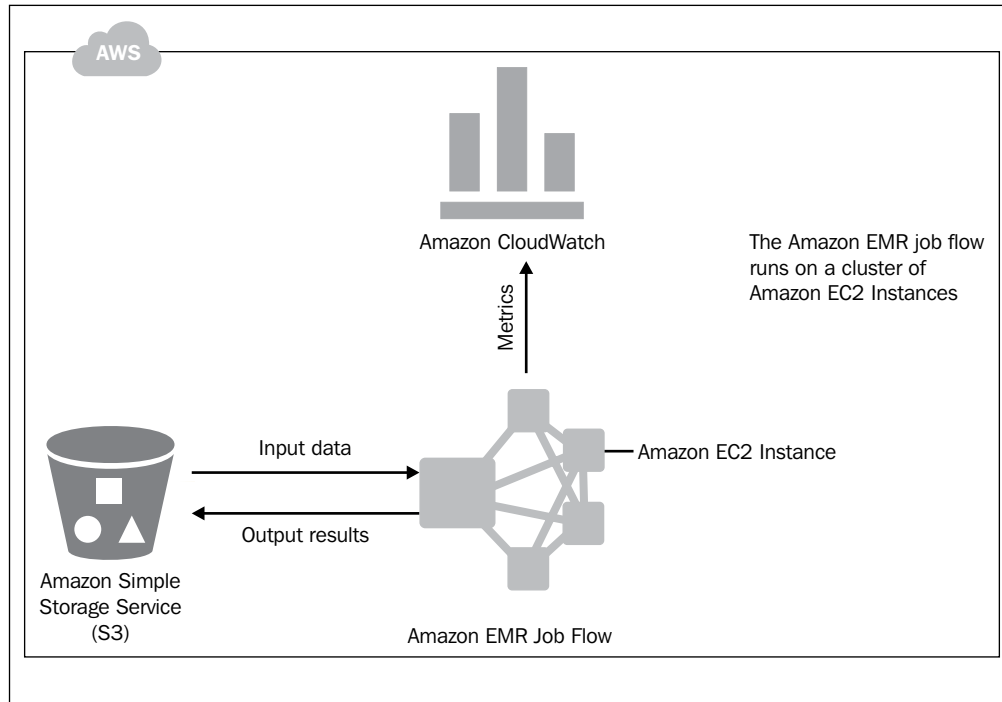 AWS
Amazon CloudWatch
The Amazon EMR job flow
runs on a cluster of
Amazon EC2 Instances
Metrics
Input data
Amazon EC2 Instance
Output results
Amazon Simple
Storage Service
(S3)
Amazon EMR Job Flow